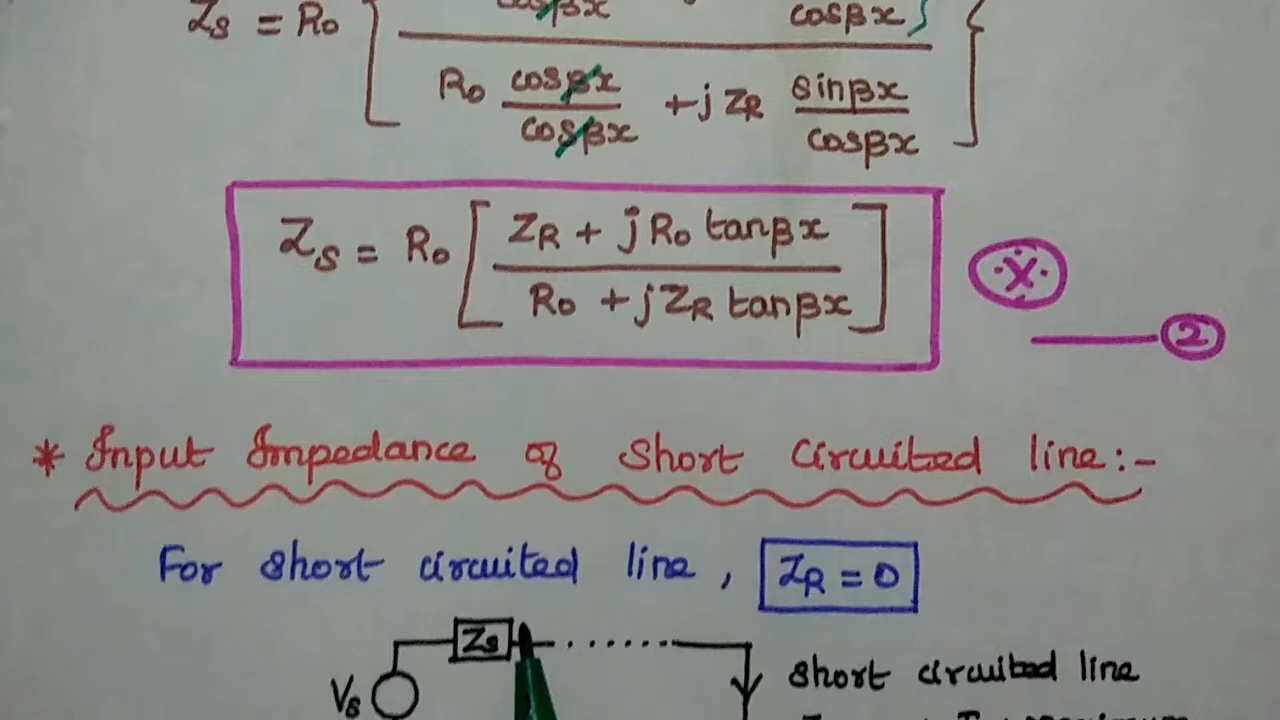 Zs = R₀ [ cosβx cosβx }
R₀ cosβx/cosβx + j ZR sinβx/cosβx ]
Zs = R₀ [ (ZR + j R₀ tanβx) / (R₀ + j ZR tanβx) ]
②
* Input Impedance of Short Circuited line:-
For short circuited line, ZR = 0
Zs
short circuited line
Vs